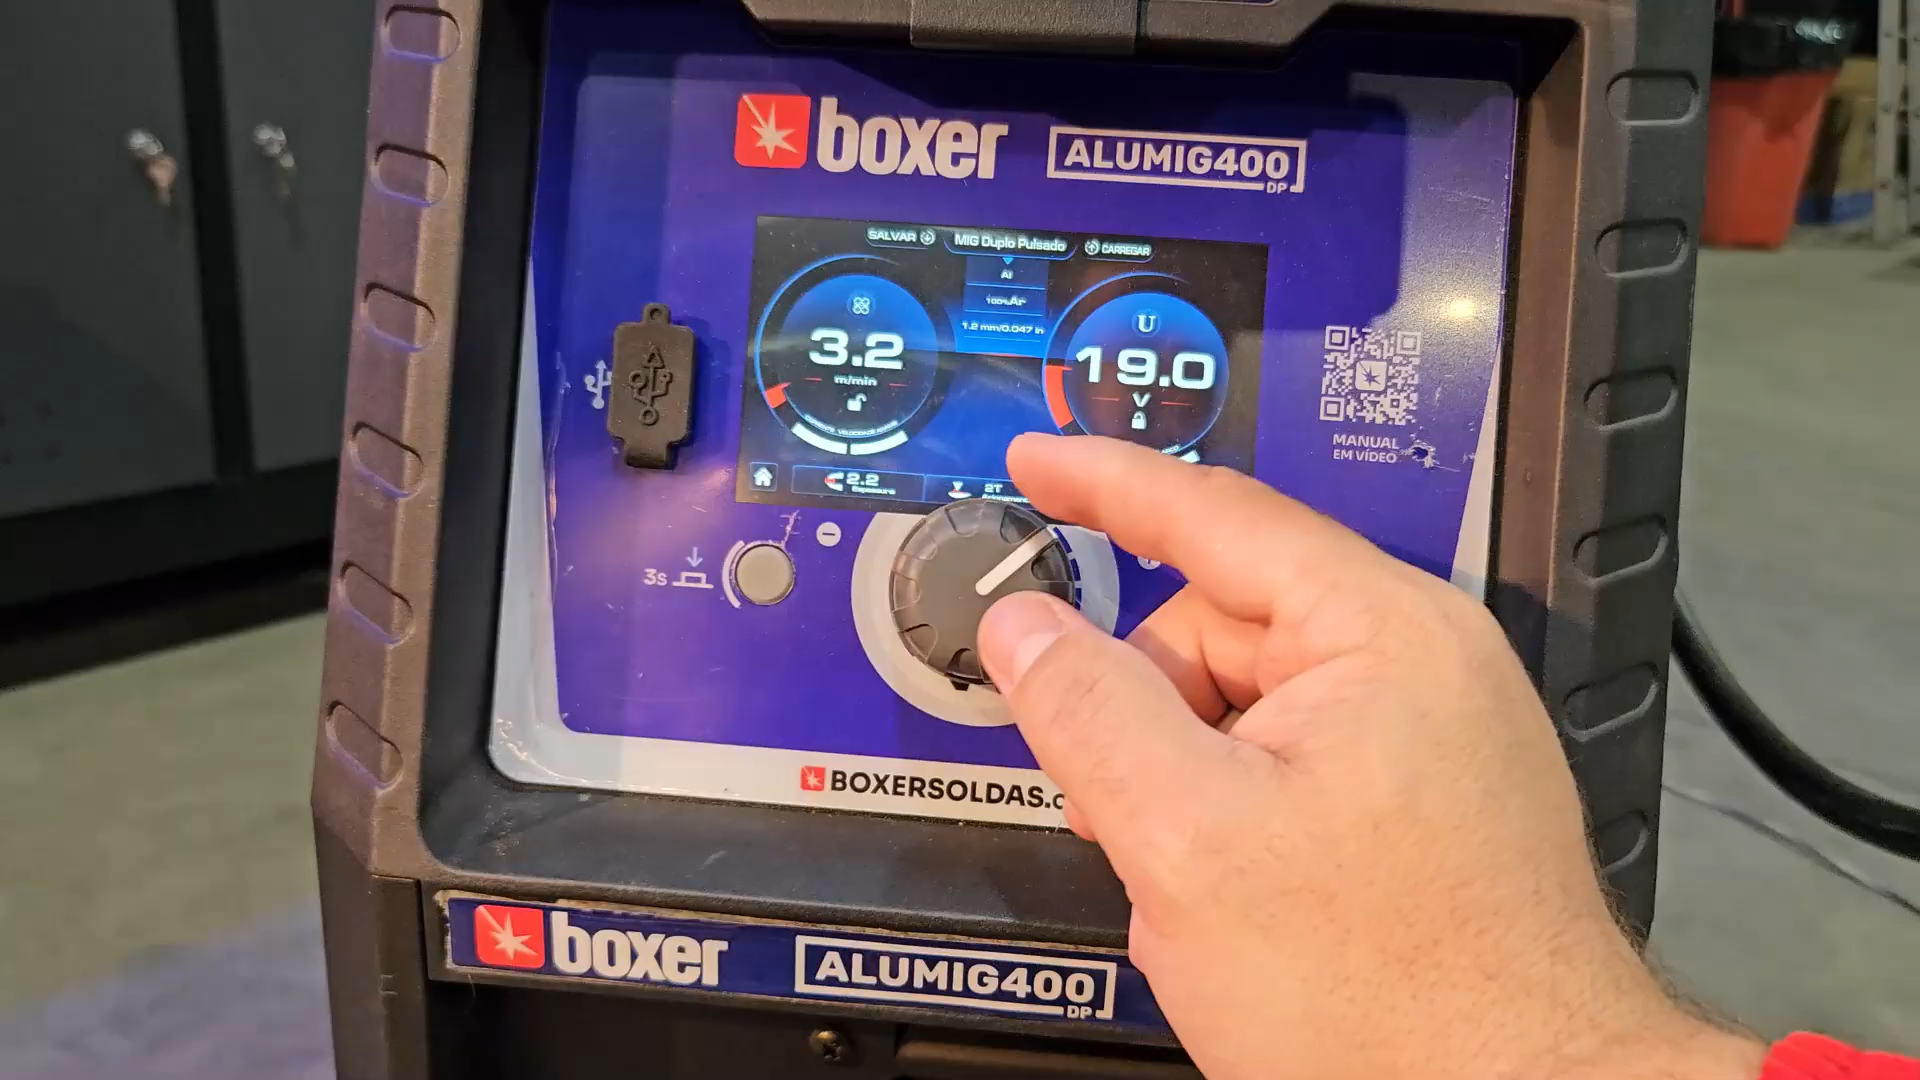 boxer ALUMIG400
DP
SALVAR MIG Duplo Pulsado CARREGAR
Al
100%Ar
1.2 mm/0.047 in
U
3.2
m/min
19.0
V
2.2
Espessura
2T
MANUAL
EM VÍDEO
3s
BOXERSOLDAS.
boxer ALUMIG400
DP